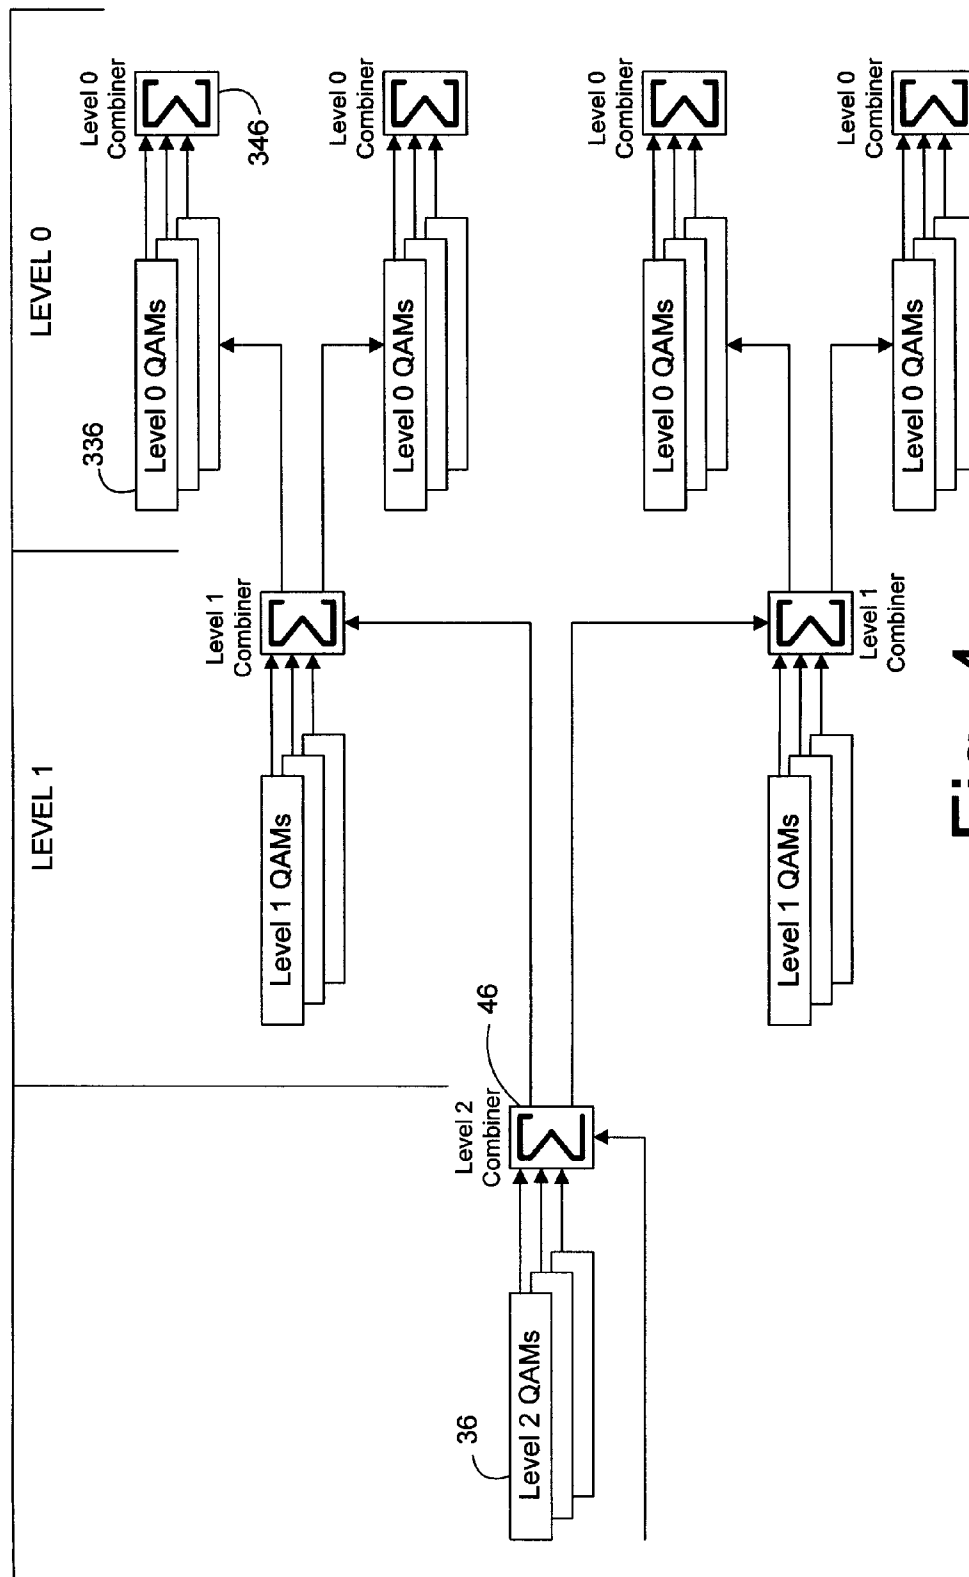 LEVEL 1
LEVEL 0
336
Level 0 QAMs
Level 0
Combiner
346
Level 0 QAMs
Level 0
Combiner
Level 1 QAMs
Level 1
Combiner
36
Level 2 QAMs
Level 2
Combiner
46
Level 0 QAMs
Level 0
Combiner
Level 1 QAMs
Level 1
Combiner
Level 0 QAMs
Level 0
Combiner